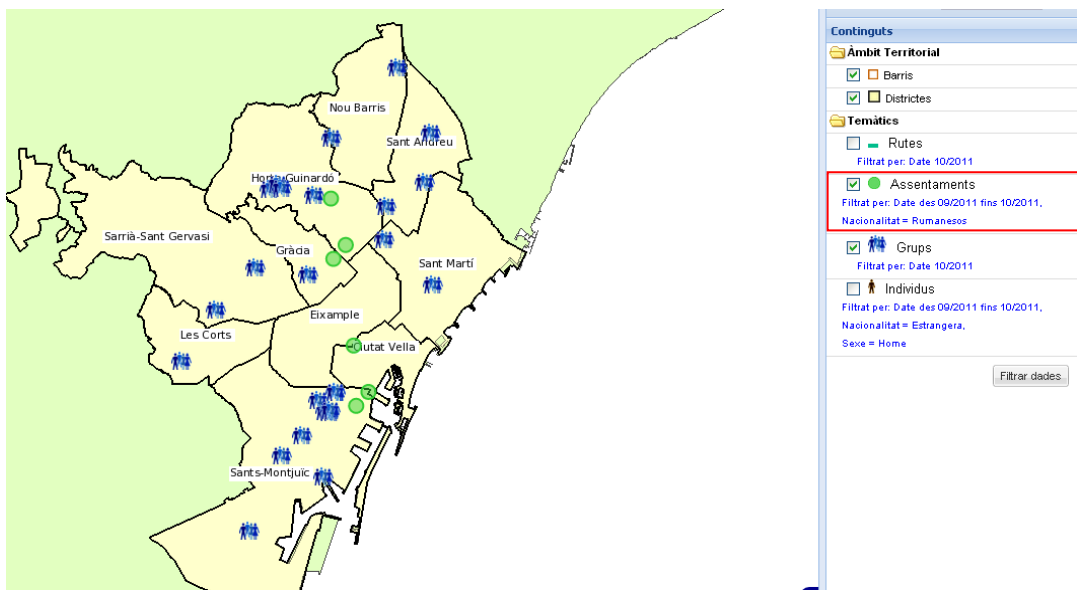 Nou Barris
Sant Andreu
Horta-Guinardó
Sarrià-Sant Gervasi
Gràcia
Sant Martí
Eixample
Les Corts
Ciutat Vella
Sants-Montjuïc
Continguts
Àmbit Territorial
Barris
Districtes
Temàtics
Rutes
Filtrat per: Date 10/2011
Assentaments
Filtrat per: Date des 09/2011 fins 10/2011,
Nacionalitat = Rumanesos
Grups
Filtrat per: Date 10/2011
Individus
Filtrat per: Date des 09/2011 fins 10/2011,
Nacionalitat = Estrangera,
Sexe = Home
Filtrar dades